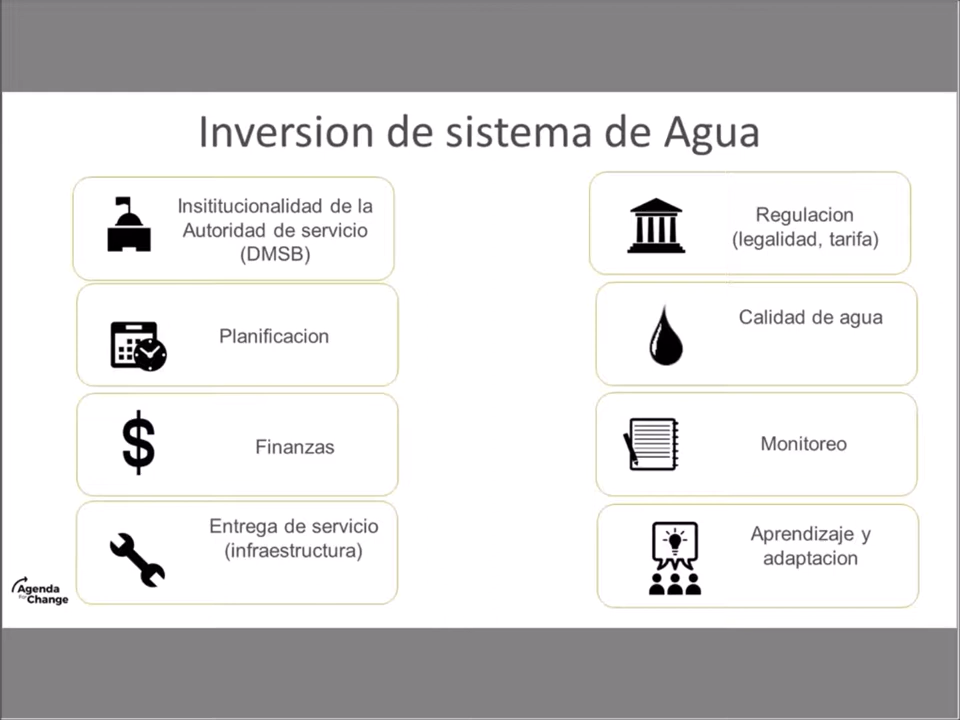 Inversion de sistema de Agua
Insititucionalidad de la
Autoridad de servicio
(DMSB)
Planificacion
Finanzas
Entrega de servicio
(infraestructura)
Regulacion
(legalidad, tarifa)
Calidad de agua
Monitoreo
Aprendizaje y
adaptacion
Agenda
For Change